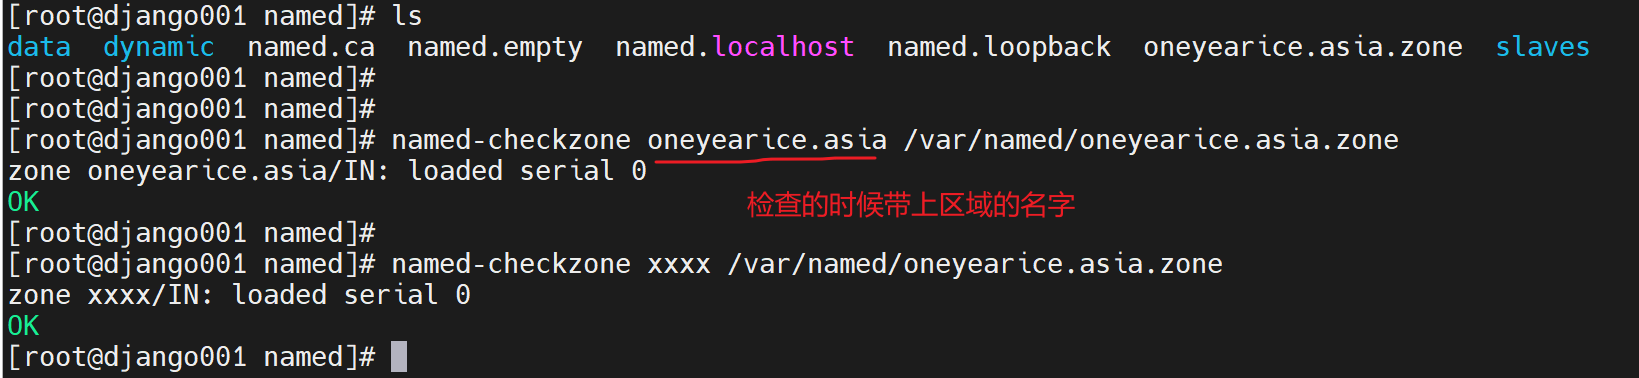 [root@django001 named]# ls
data  dynamic  named.ca  named.empty  named.localhost  named.loopback  oneyearice.asia.zone  slaves
[root@django001 named]#
[root@django001 named]#
[root@django001 named]# named-checkzone oneyearice.asia /var/named/oneyearice.asia.zone
zone oneyearice.asia/IN: loaded serial 0
OK
检查的时候带上区域的名字
[root@django001 named]#
[root@django001 named]# named-checkzone xxxx /var/named/oneyearice.asia.zone
zone xxxx/IN: loaded serial 0
OK
[root@django001 named]#